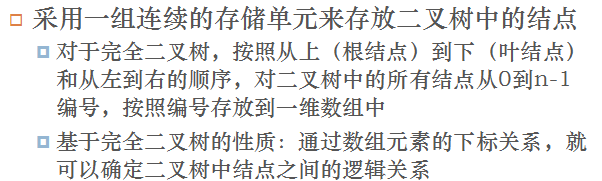 采用一组连续的存储单元来存放二叉树中的结点
对于完全二叉树，按照从上（根结点）到下（叶结点）
和从左到右的顺序，对二叉树中的所有结点从0到n-1
编号，按照编号存放到一维数组中
基于完全二叉树的性质：通过数组元素的下标关系，就
可以确定二叉树中结点之间的逻辑关系